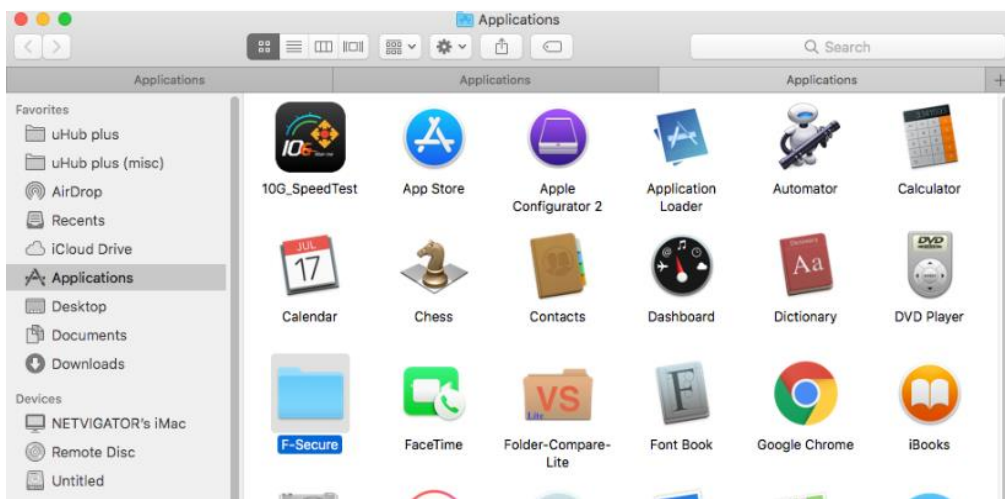 Applications
Search
Applications
Applications
Applications
+
Favorites
uHub plus
uHub plus (misc)
AirDrop
Recents
iCloud Drive
Applications
Desktop
Documents
Downloads
Devices
NETVIGATOR's iMac
Remote Disc
Untitled
10G
10G_SpeedTest
App Store
Apple
Configurator 2
Application
Loader
Automator
Calculator
JUL
17
Calendar
Chess
Contacts
Dashboard
Dictionary
Aa
Dictionary
DVD
DVD Player
F-Secure
FaceTime
VS
Lite
Folder-Compare-
Lite
F
Font Book
Google Chrome
iBooks